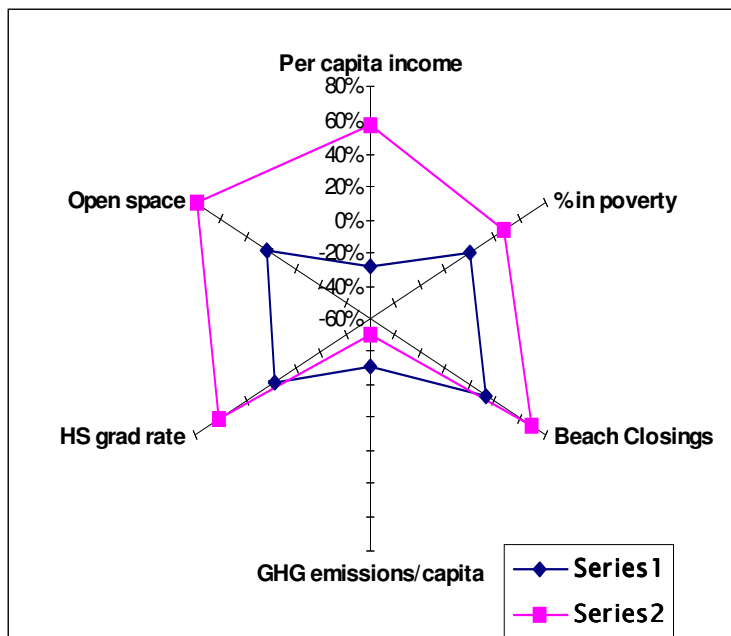 Per capita income
80%
60%
40%
20%
0%
-20%
-40%
-60%
Open space
%in poverty
HS grad rate
Beach Closings
GHG emissions/capita
Series1
Series2